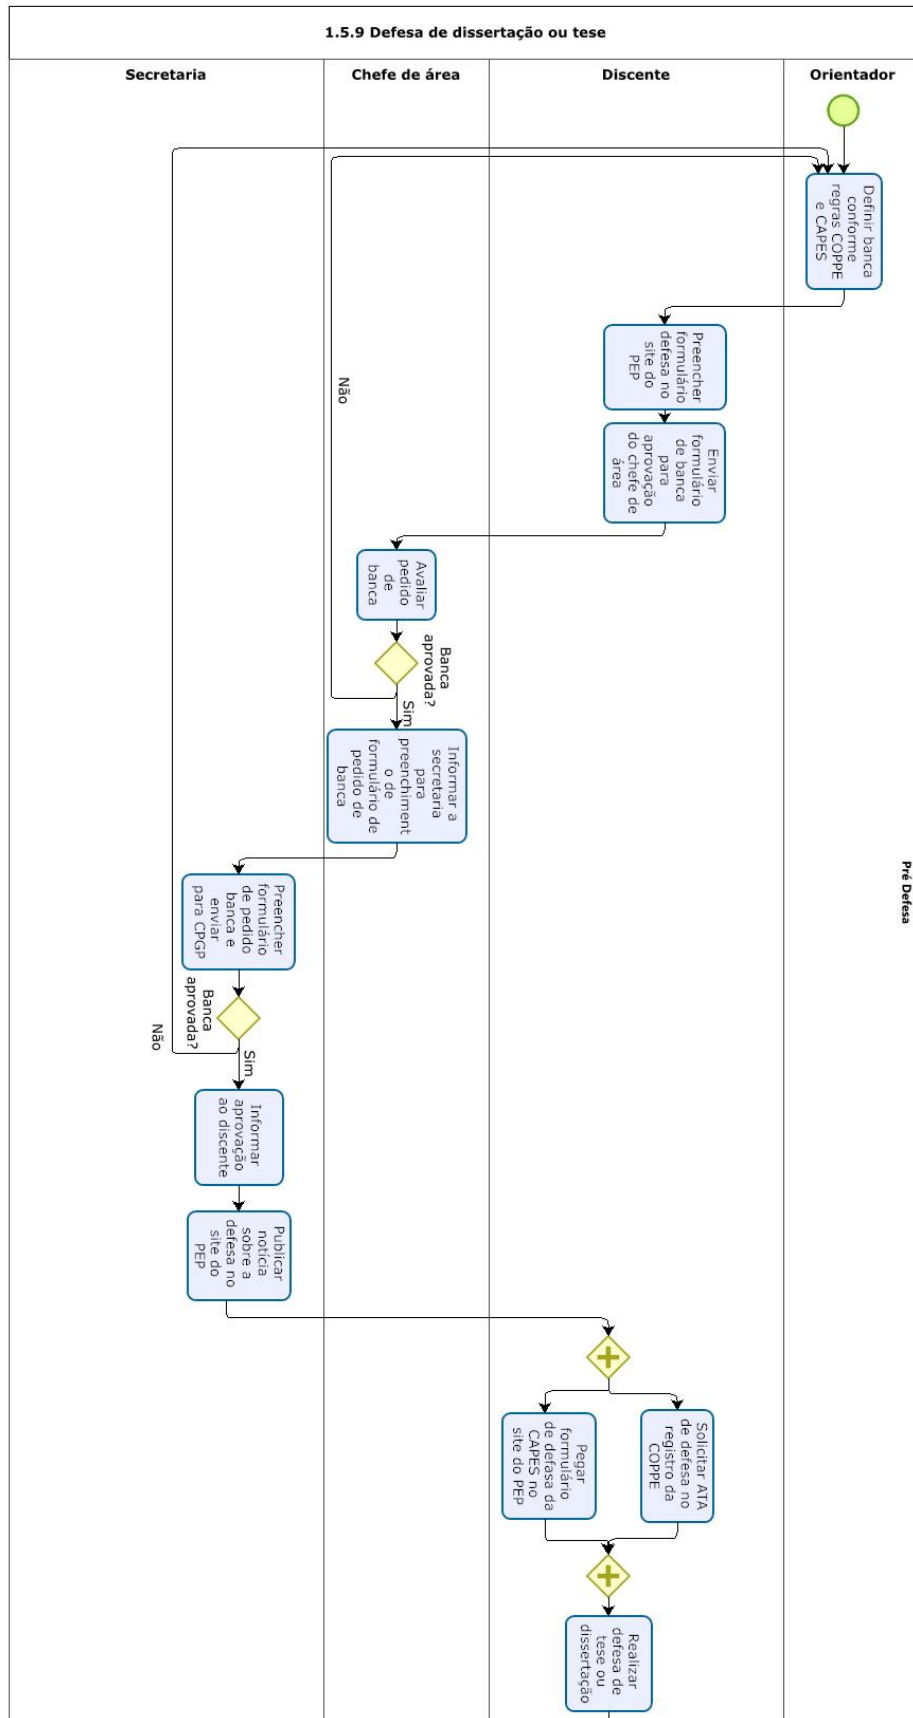 1.5.9 Defesa de dissertação ou tese
Secretaria
Chefe de área
Discente
Orientador
Definir banca
conforme
regras COPPE
e CAPES
Preencher
formulário
defesa no
site do
PEP
Não
Enviar
formulário
de banca
para
aprovação
do chefe de
área
Avaliar
pedido
de
banca
Banca
aprovada?
Sim
Informar a
secretaria
para
preenchiment
o de
formulário de
pedido de
banca
Pré Defesa
Preencher
formulário
de pedido
banca e
enviar
para CPGP
Banca
aprovada?
Não
Sim
Informar
aprovação
ao discente
Publicar
notícia
sobre a
defesa no
site do
PEP
Solicitar ATA
de defesa no
registro da
COPPE
Pegar
formulário
de defasa da
CAPES no
site do PEP
Realizar
defesa de
tese ou
dissertação